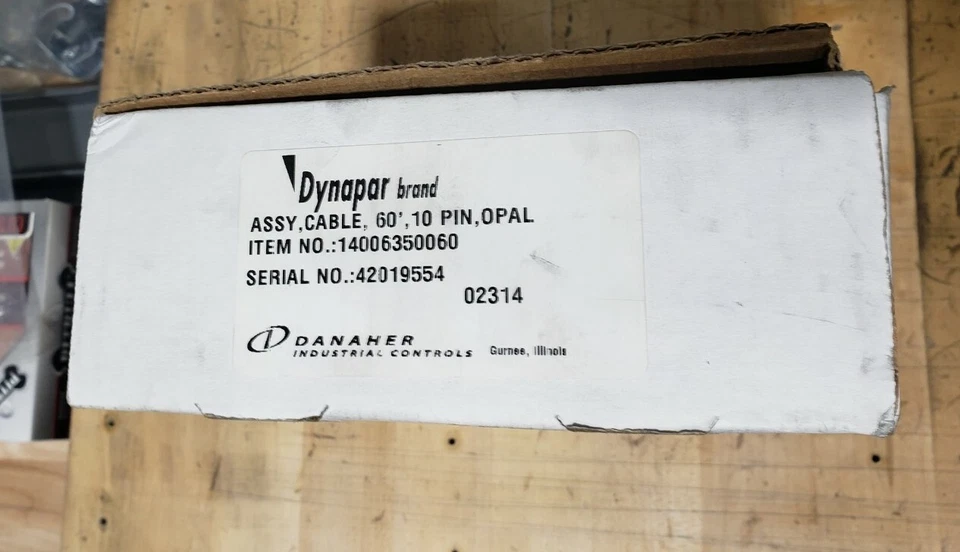 Dynapar brand
ASSY,CABLE, 60',10 PIN,OPAL
ITEM NO.:14006350060
SERIAL NO.:42019554
02314
DANAHER
INDUSTRIAL CONTROLS Gurnee, Illinois